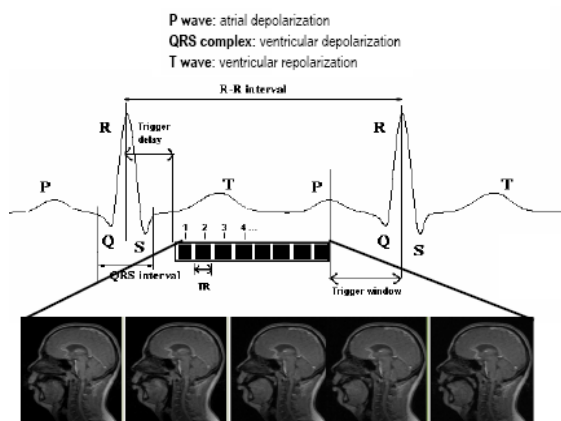 P wave: atrial depolarization
QRS complex: ventricular depolarization
T wave: ventricular repolarization
R-R interval
R
Trigger
delay
R
P
T
P
T
1 2 3 4 ...
Q
S
Q
S
QRS interval
TR
Trigger window